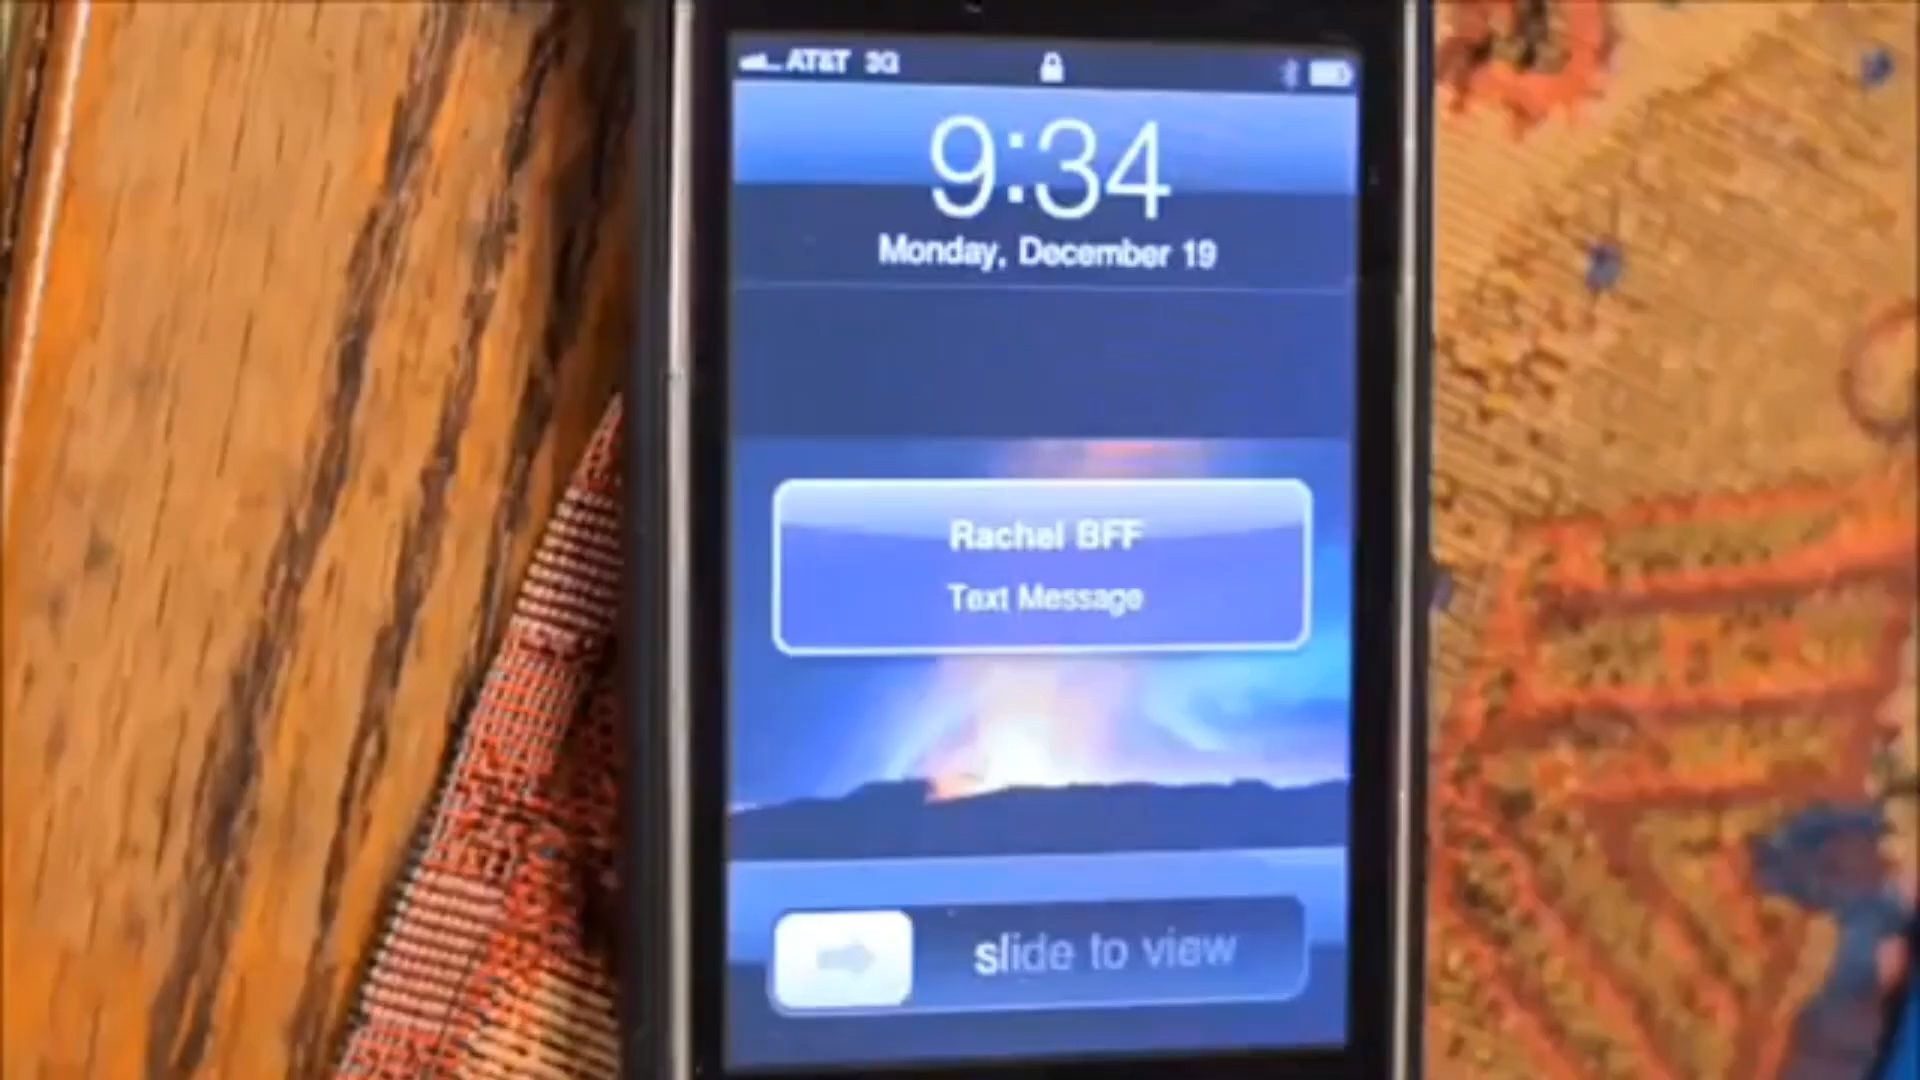 AT&T 3G
9:34
Monday, December 19
Rachel BFF
Text Message
slide to view